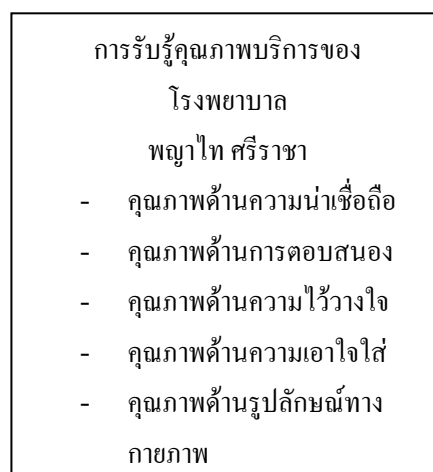 การรับรู้คุณภาพบริการของ
โรงพยาบาล
พญาไท ศรีราชา
- คุณภาพด้านความน่าเชื่อถือ
- คุณภาพด้านการตอบสนอง
- คุณภาพด้านความไว้วางใจ
- คุณภาพด้านความเอาใจใส่
- คุณภาพด้านรูปลักษณ์ทาง
กายภาพ